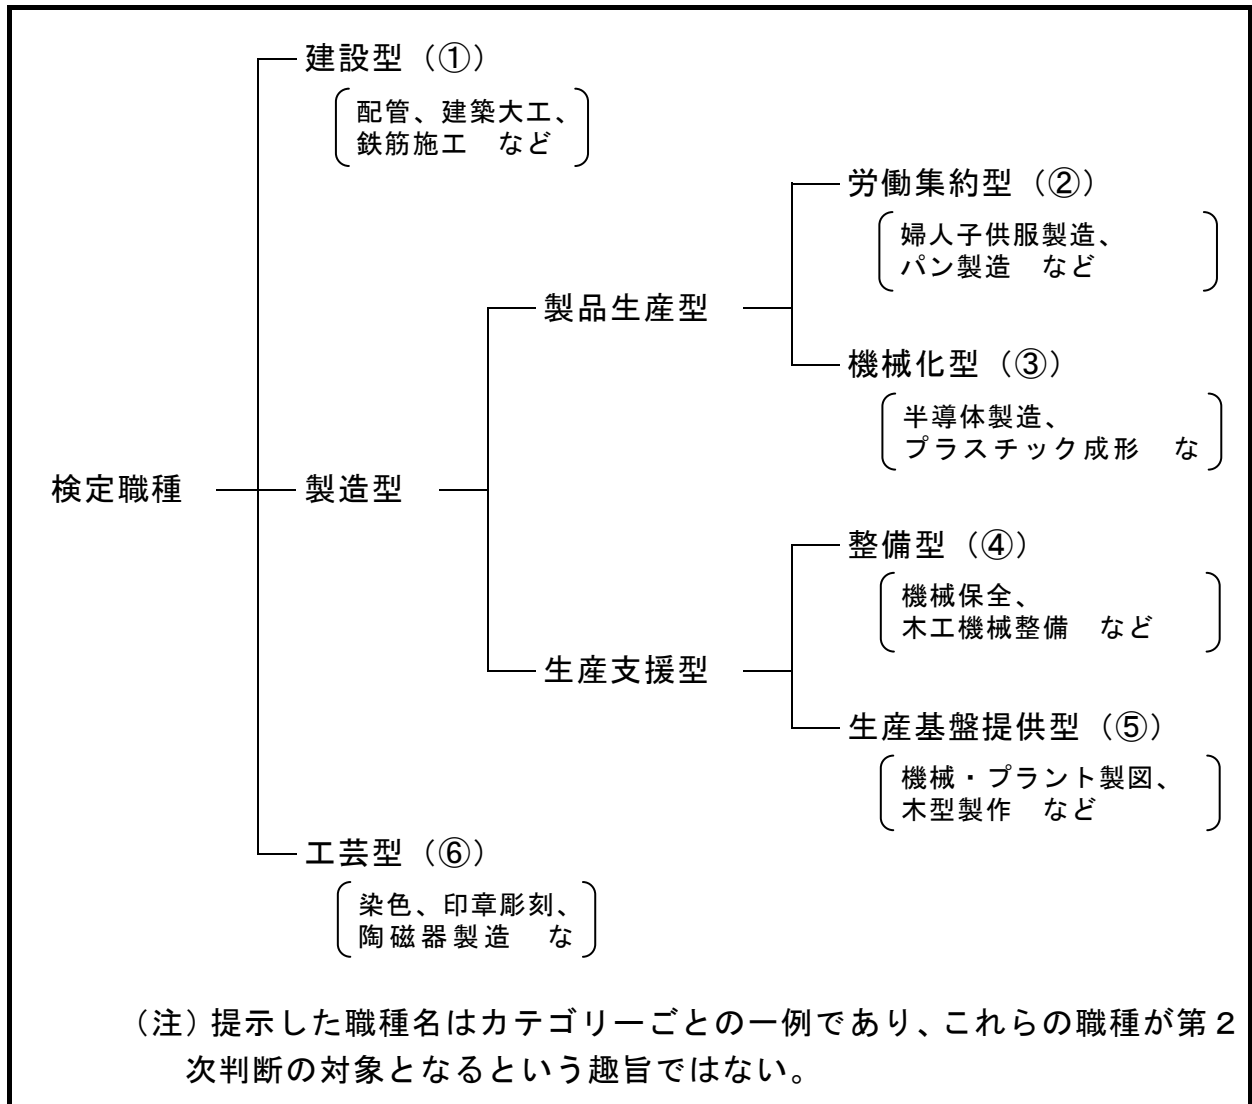 建設型（①）
配管、建築大工、
鉄筋施工　など
労働集約型（②）
婦人子供服製造、
パン製造　など
製品生産型
機械化型（③）
半導体製造、
プラスチック成形　な
検定職種
製造型
整備型（④）
機械保全、
木工機械整備　など
生産支援型
生産基盤提供型（⑤）
機械・プラント製図、
木型製作　など
工芸型（⑥）
染色、印章彫刻、
陶磁器製造　な
（注）提示した職種名はカテゴリーごとの一例であり、これらの職種が第２
次判断の対象となるという趣旨ではない。